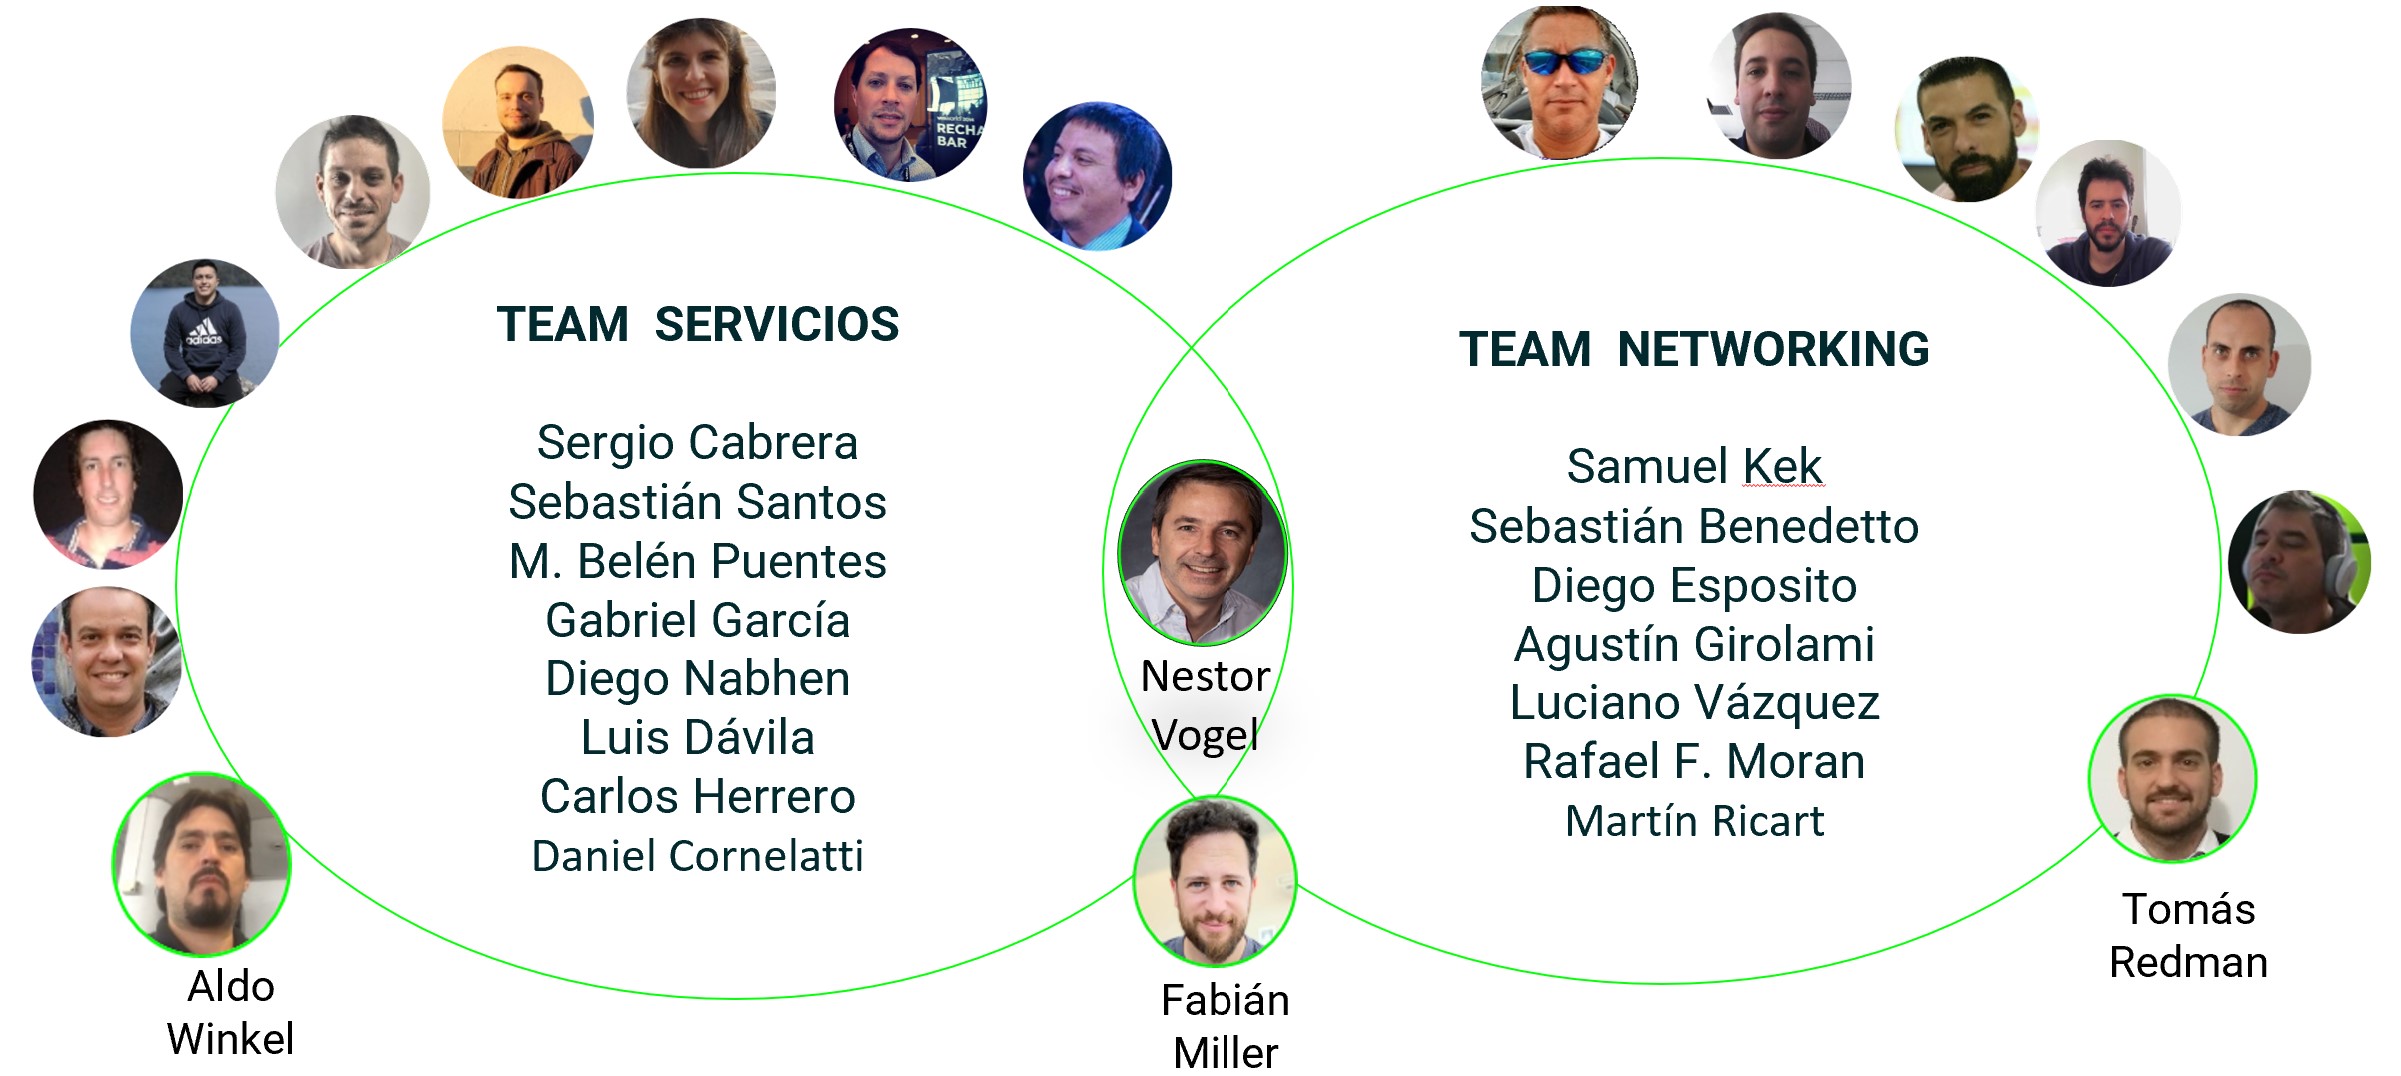 TEAM SERVICIOS
Sergio Cabrera
Sebastián Santos
M. Belén Puentes
Gabriel García
Diego Nabhen
Luis Dávila
Carlos Herrero
Daniel Cornelatti
TEAM NETWORKING
Samuel Kek
Sebastián Benedetto
Diego Esposito
Agustín Girolami
Luciano Vázquez
Rafael F. Moran
Martín Ricart
Nestor
Vogel
Aldo
Winkel
Fabián
Miller
Tomás
Redman
adidas
RECHA
BAR